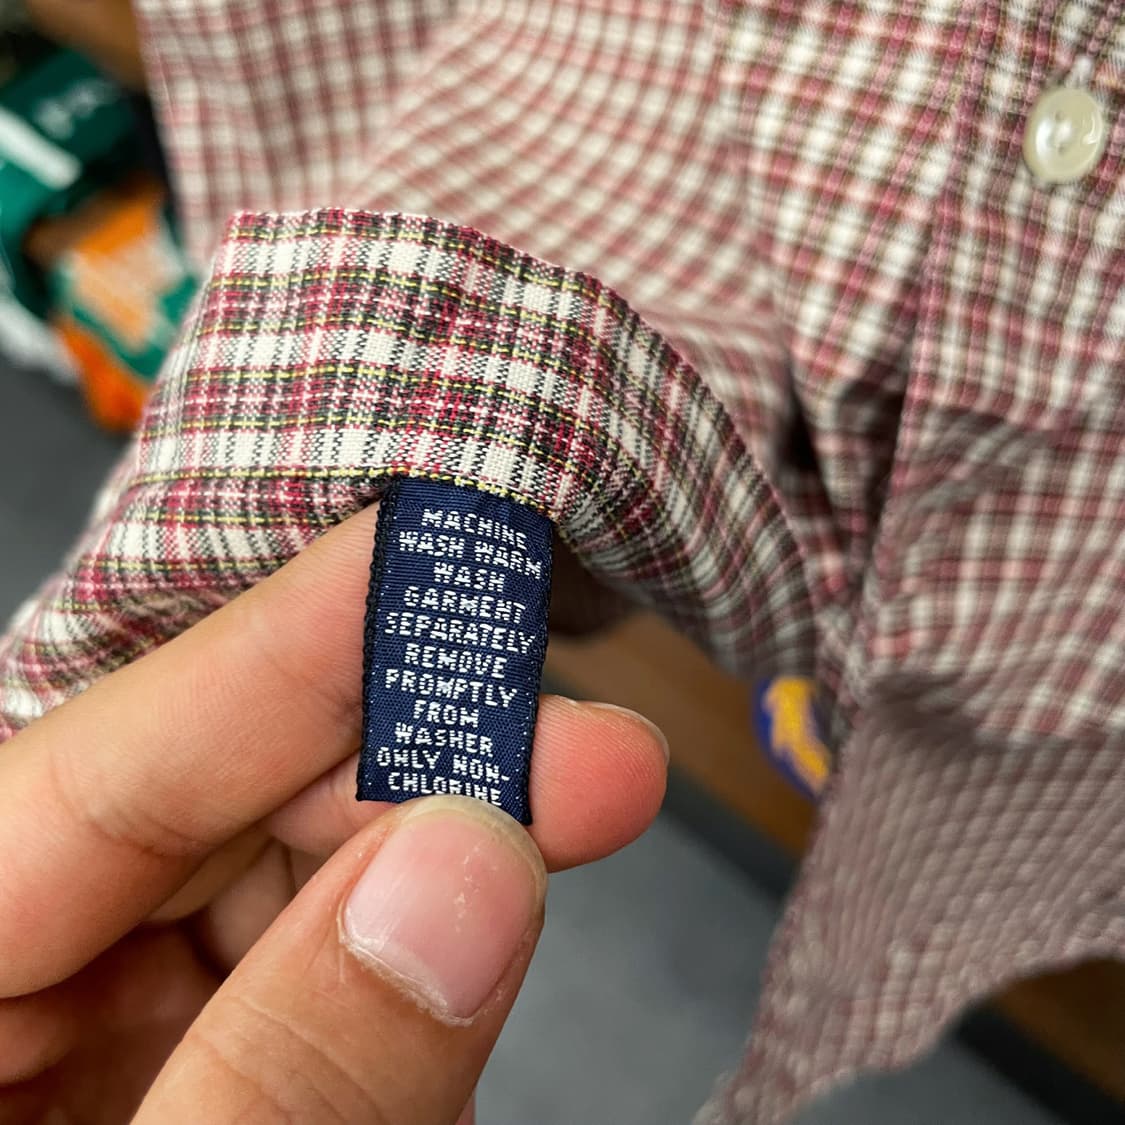 MACHINE
WASH WARM
WASH
GARMENT
SEPARATELY
REMOVE
PROMPTLY
FROM
WASHER
ONLY NON-
CHLORINE